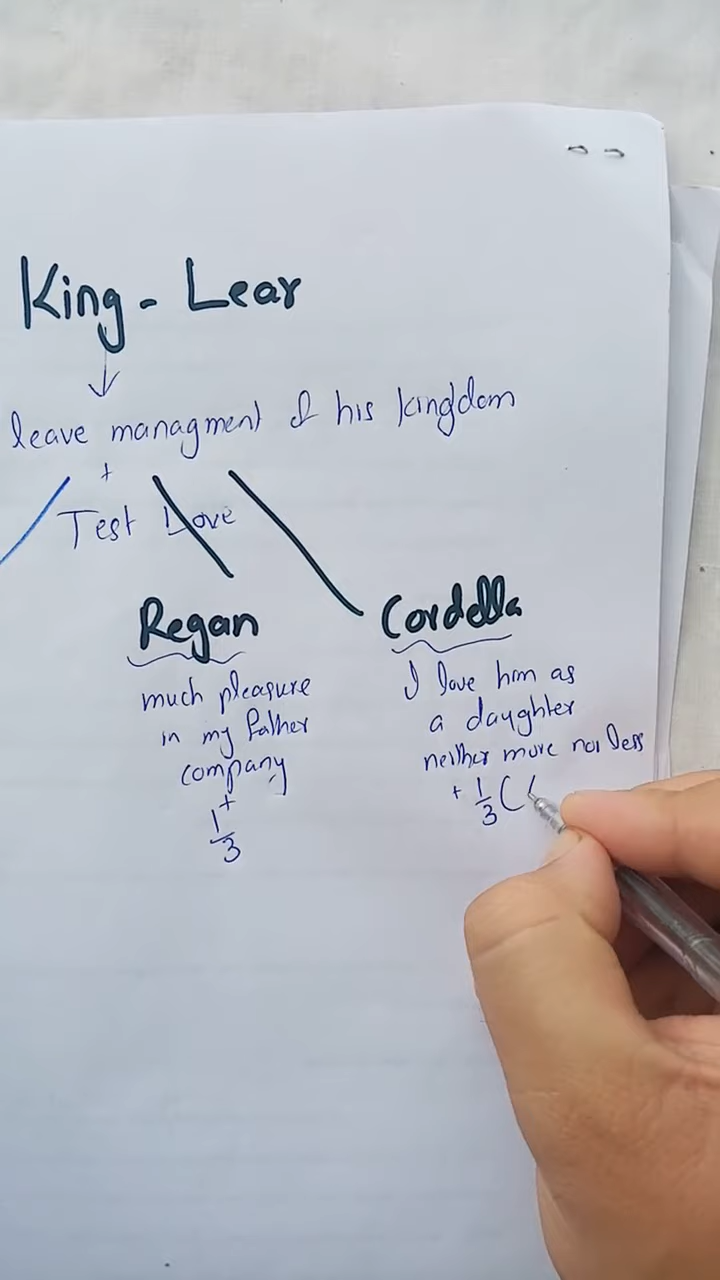 King - Lear
leave managment of his kingdom
+
Test Love
Regan
much pleasure
in my father
company
+
1/3
Cordella
I love him as
a daughter
neither more nor less
+ 1/3 (